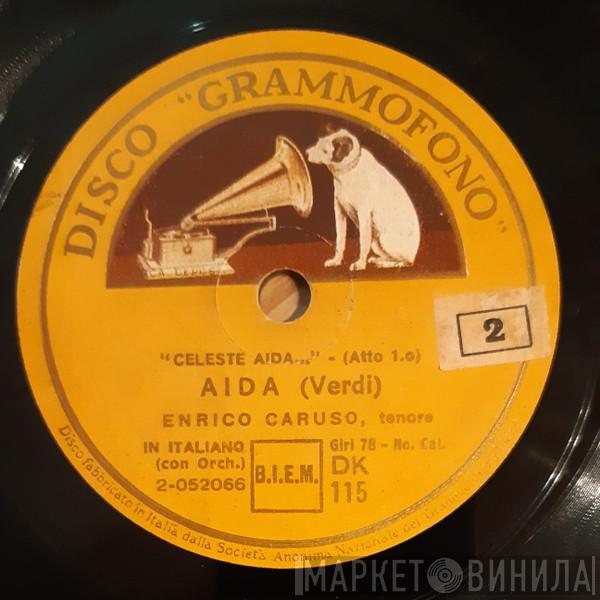 DISCO "GRAMMOFONO"
2
"CELESTE AIDA..." - (Atto 1.o)
AIDA (Verdi)
ENRICO CARUSO, tenore
IN ITALIANO
(con Orch.)
2-052066
B.I.E.M.
Giri 78 - No. Cat.
DK
115
Disco fabbricato in Italia dalla Società Anonima Nazionale del
МАРКЕТ ВИНИЛА